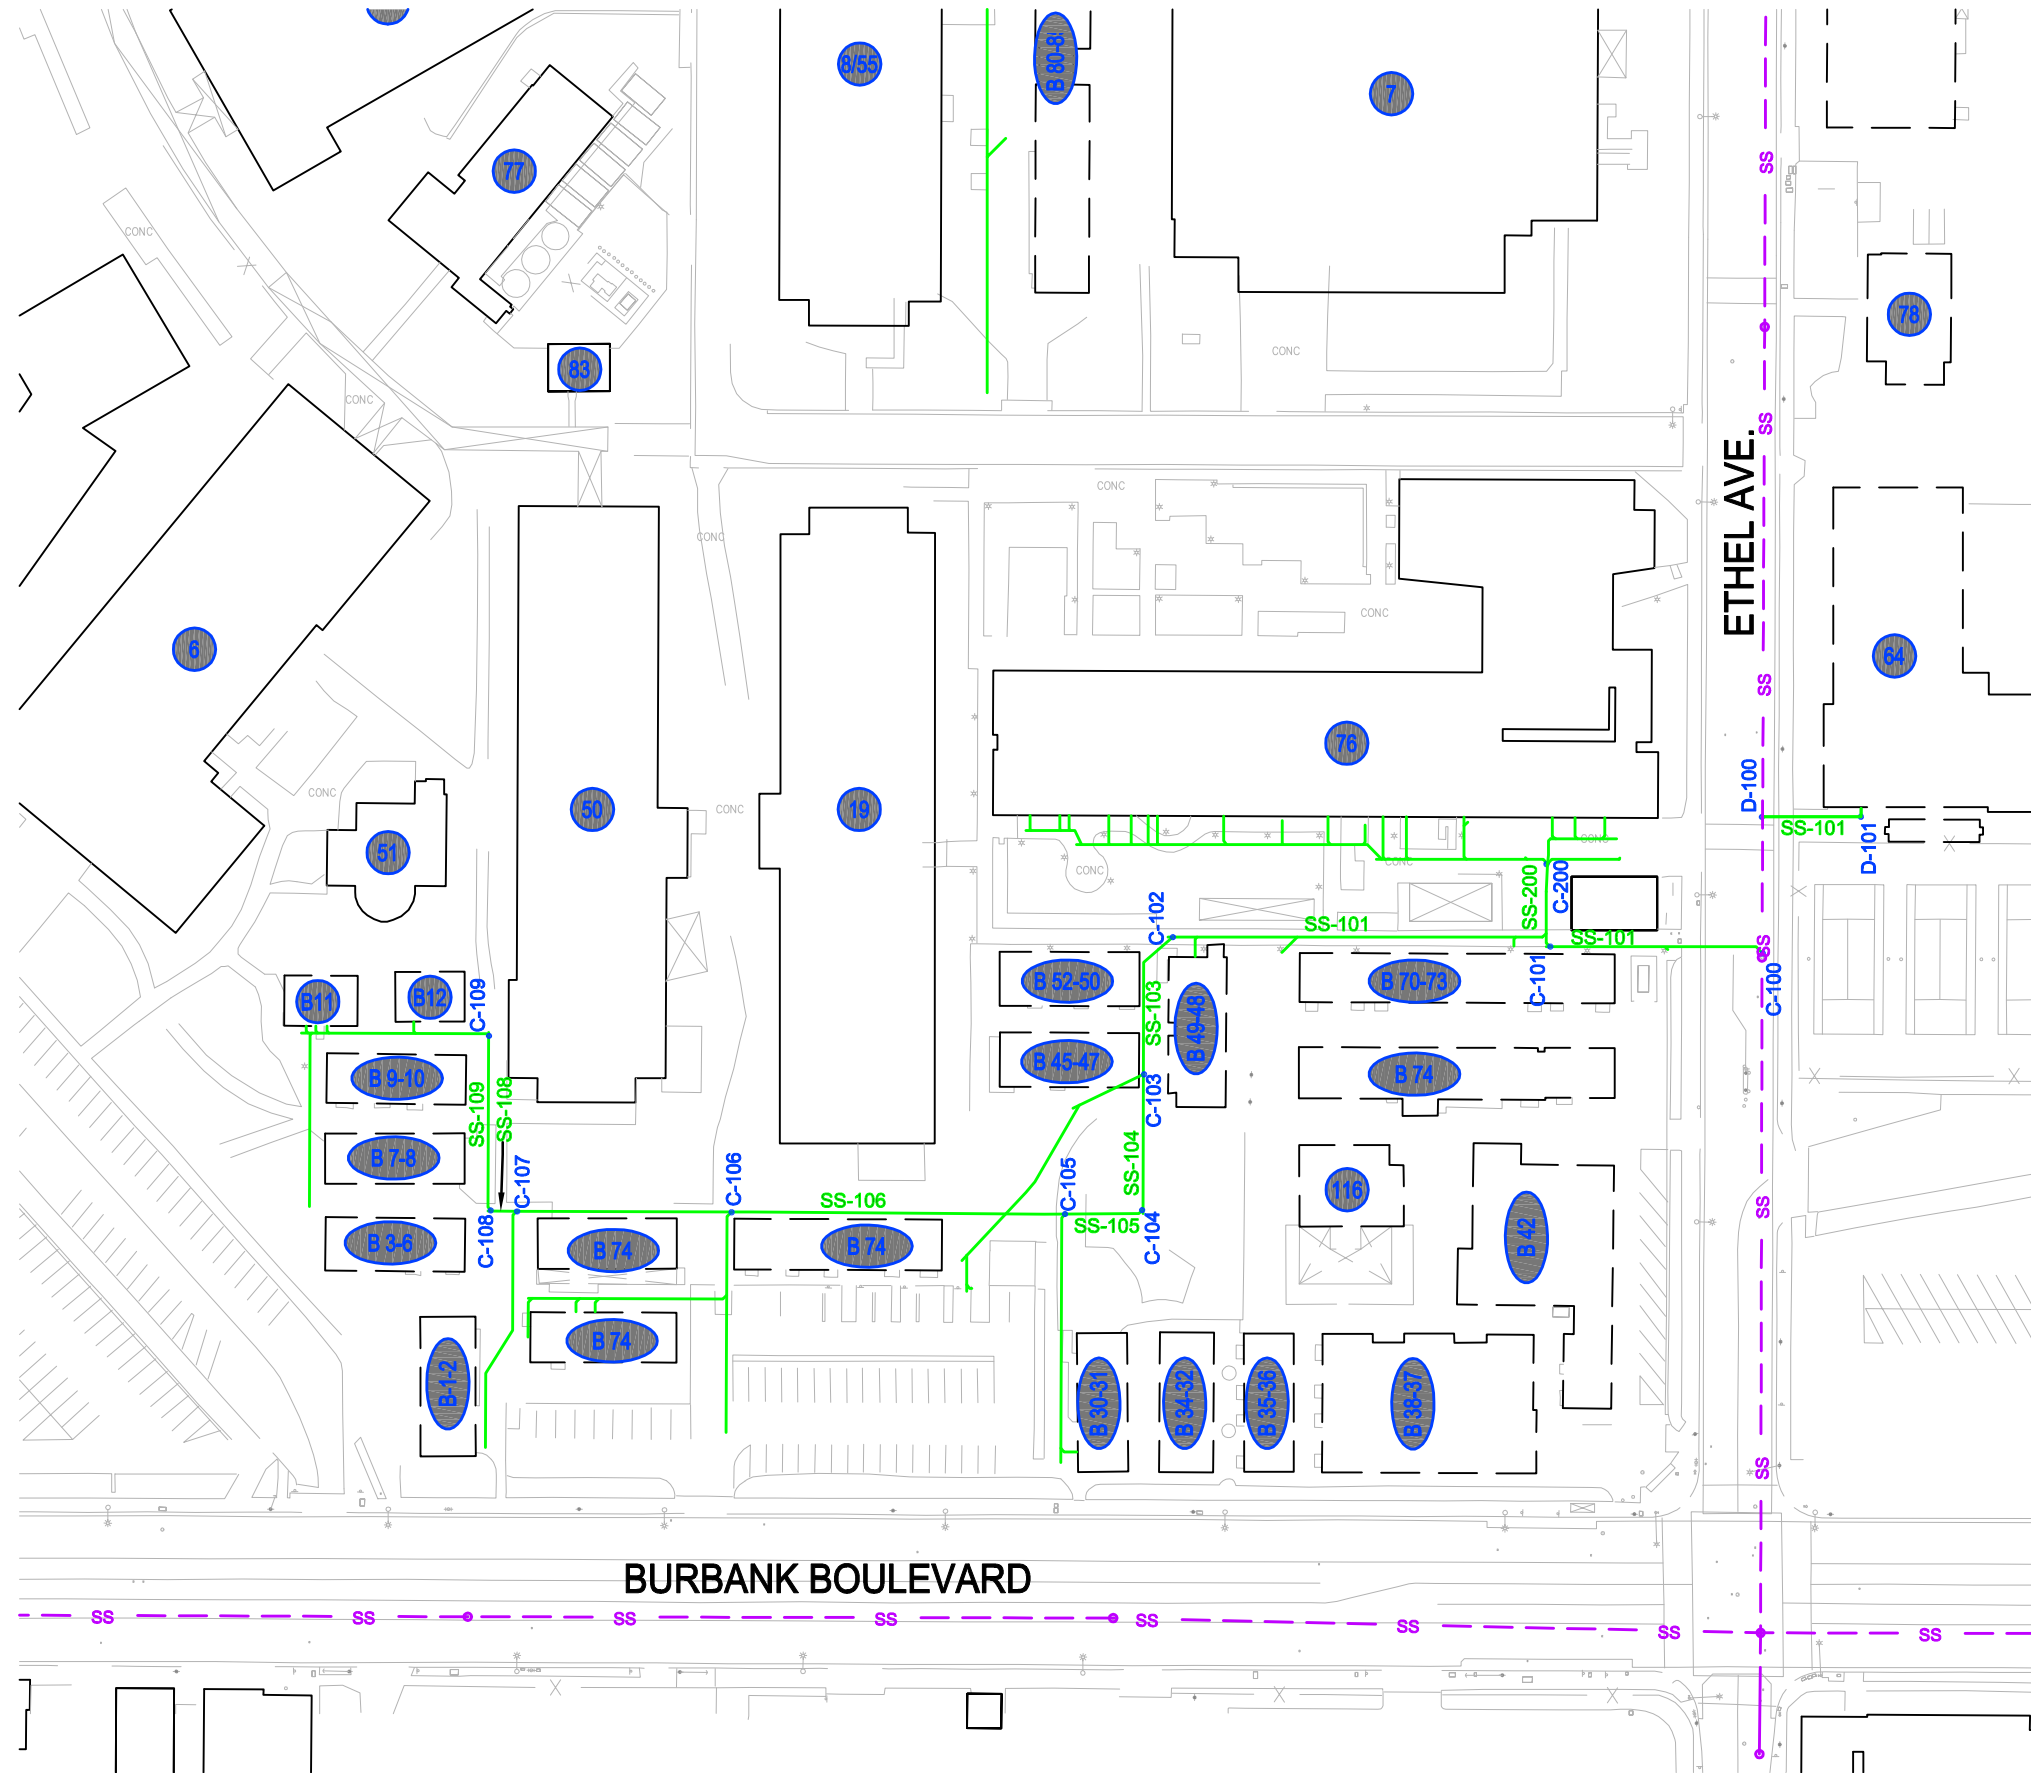 8/55
B 80-8
7
77
CONC
SS
78
83
CONC
CONC
SS
ETHEL AVE.
CONC
CONC
CONC
6
64
SS
76
D-100
CONC
50
CONC
19
SS-101
D-101
51
CONC
CONC
CONC
SS-200
C-200
C-102
SS-101
SS-101
SS
C-101
C-100
B 52-50
B 70-73
B11
B12
C-109
SS-103
B 49-48
B 45-47
B 74
B 9-10
SS-109
SS-108
C-103
B 7-8
C-107
C-106
C-105
SS-104
116
SS
SS-106
SS-105
C-104
C-108
B 3-6
B 74
B 74
B 42
B 74
B-1-2
B 30-31
B 34-32
B 35-36
B 38-37
SS
BURBANK BOULEVARD
SS
SS
SS
SS
SS
SS
SS
SS